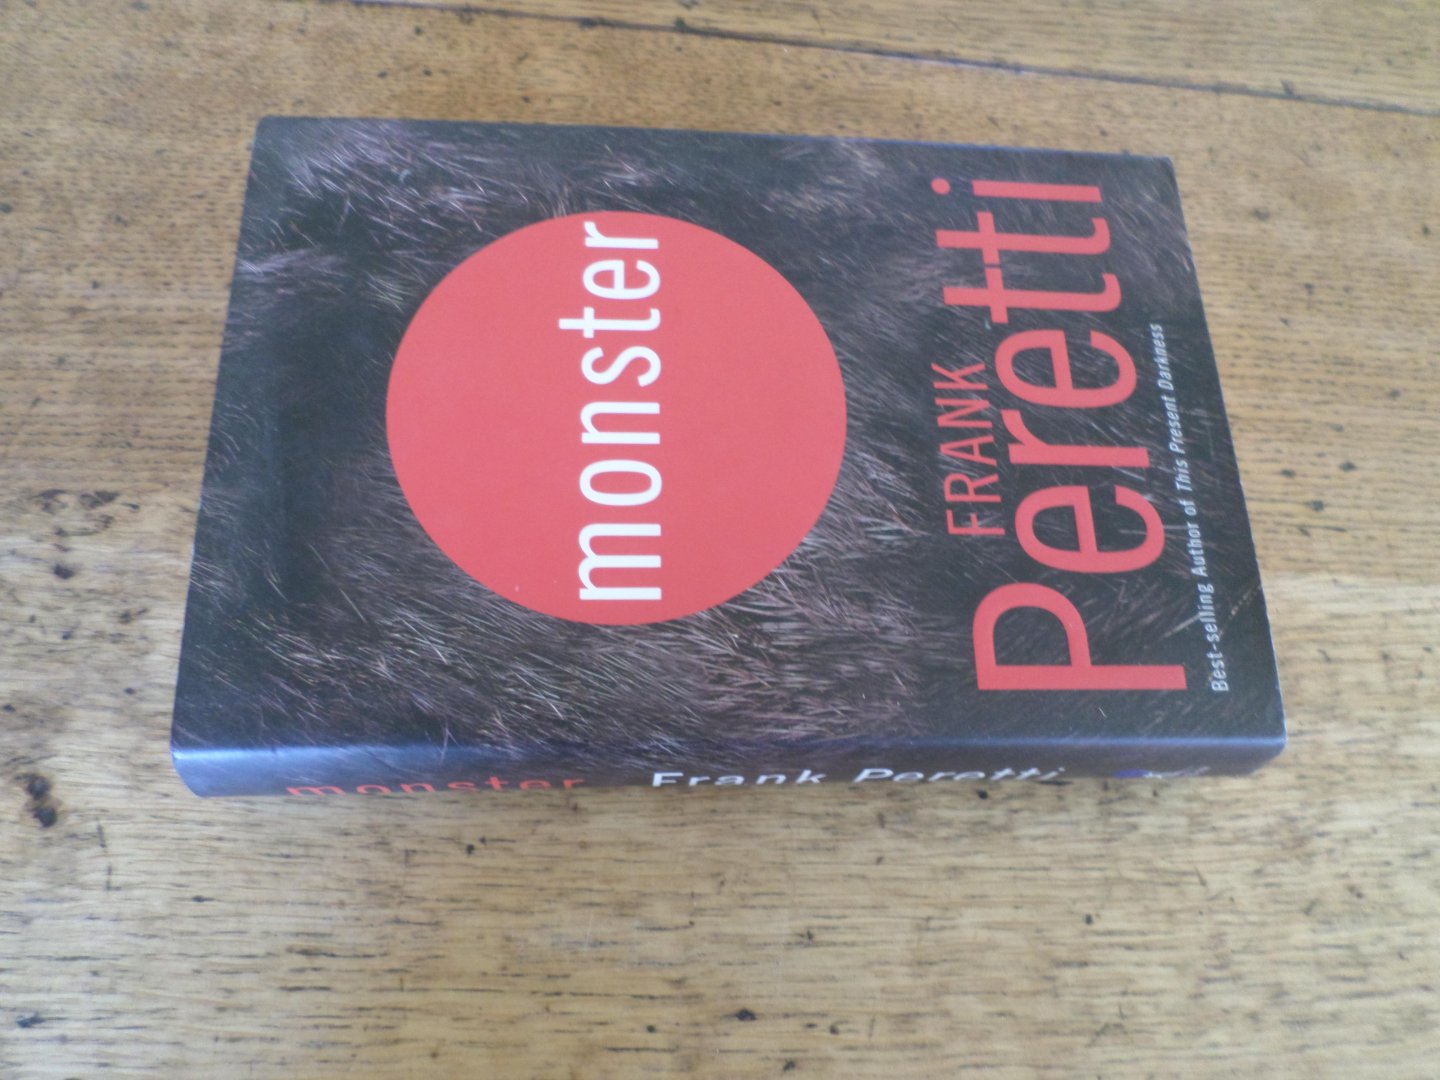 monster
FRANK
Peretti
Best-selling Author of This Present Darkness
monster Frank Peretti